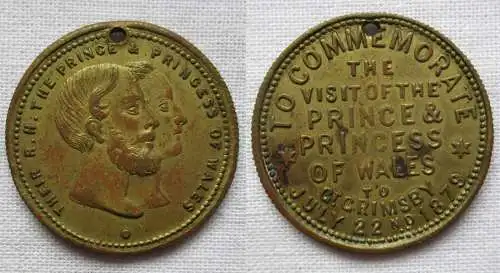 THEIR R. H. THE PRINCE & PRINCESS OF WALES
TO COMMEMORATE
THE
VISIT OF THE
PRINCE &
PRINCESS
OF WALES
TO
GT GRIMSBY
JULY 22ND 1879